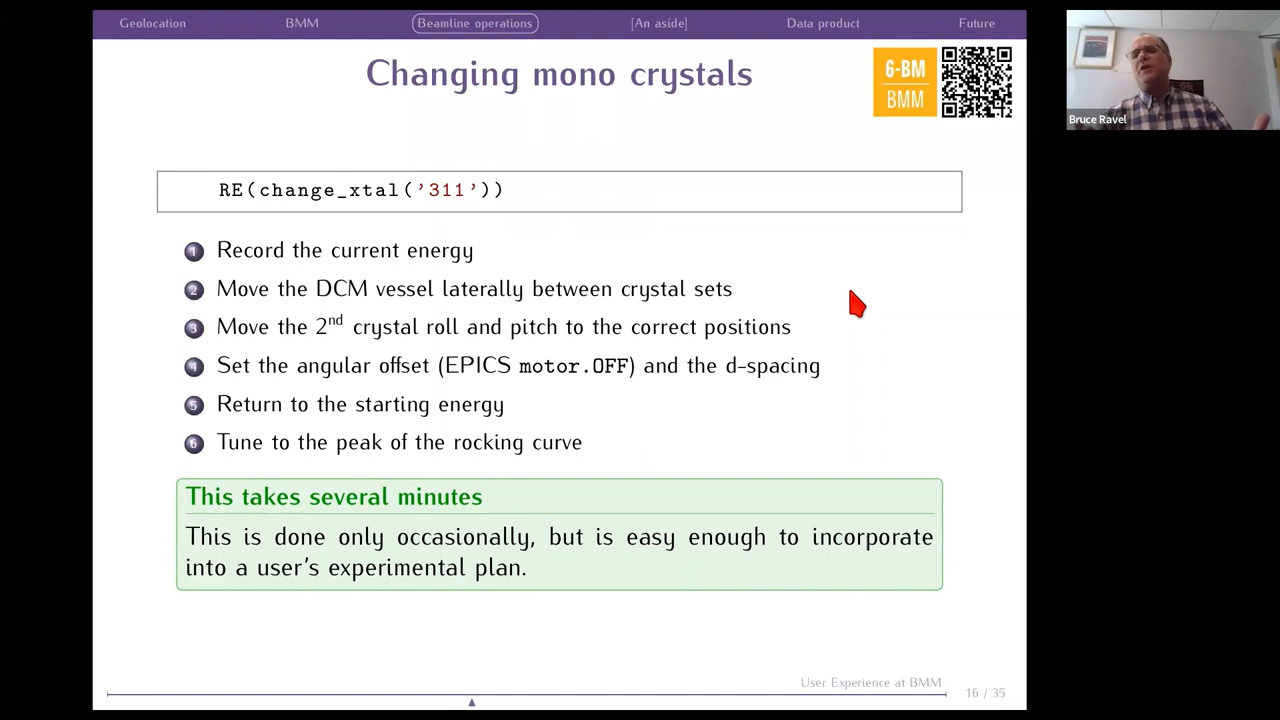 Geolocation BMM Beamline operations [An aside] Data product Future
Changing mono crystals
6-BM
BMM
Bruce Ravel
RE(change_xtal('311'))
1 Record the current energy
2 Move the DCM vessel laterally between crystal sets
3 Move the 2nd crystal roll and pitch to the correct positions
4 Set the angular offset (EPICS motor.OFF) and the d-spacing
5 Return to the starting energy
6 Tune to the peak of the rocking curve
This takes several minutes
This is done only occasionally, but is easy enough to incorporate
into a user's experimental plan.
User Experience at BMM 16 / 35